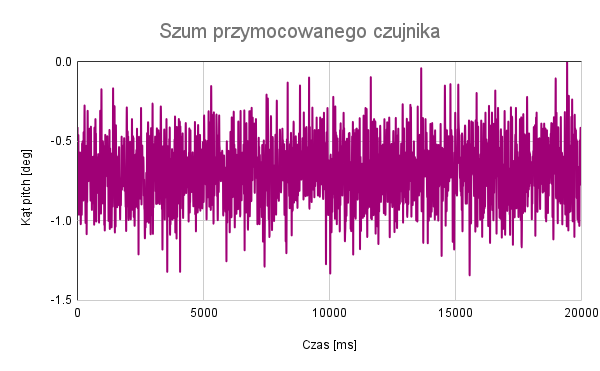 Szum przymocowanego czujnika
Kąt pitch [deg]
0.0
-0.5
-1.0
-1.5
0 5000 10000 15000 20000
Czas [ms]